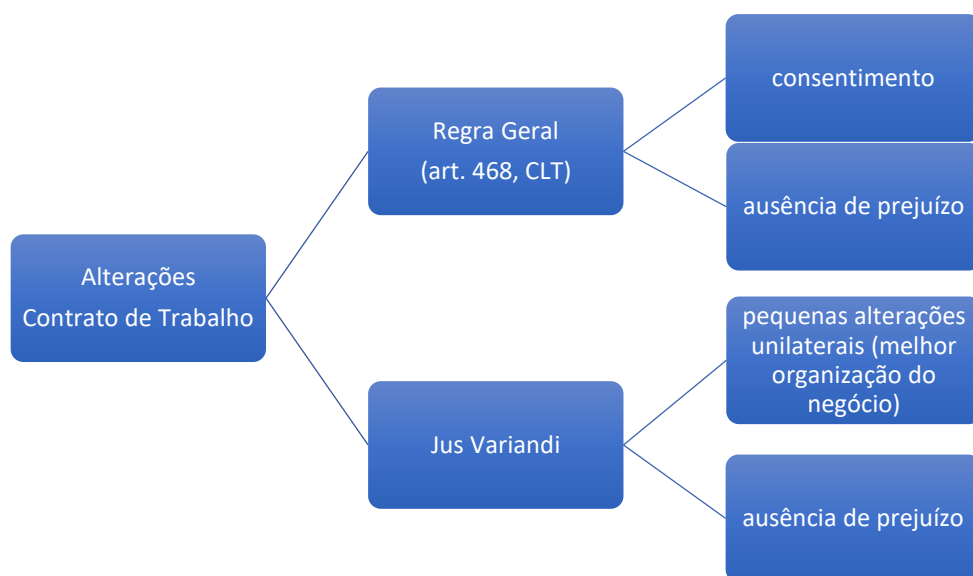 Alterações
Contrato de Trabalho
Regra Geral
(art. 468, CLT)
consentimento
ausência de prejuízo
Jus Variandi
pequenas alterações
unilaterais (melhor
organização do
negócio)
ausência de prejuízo